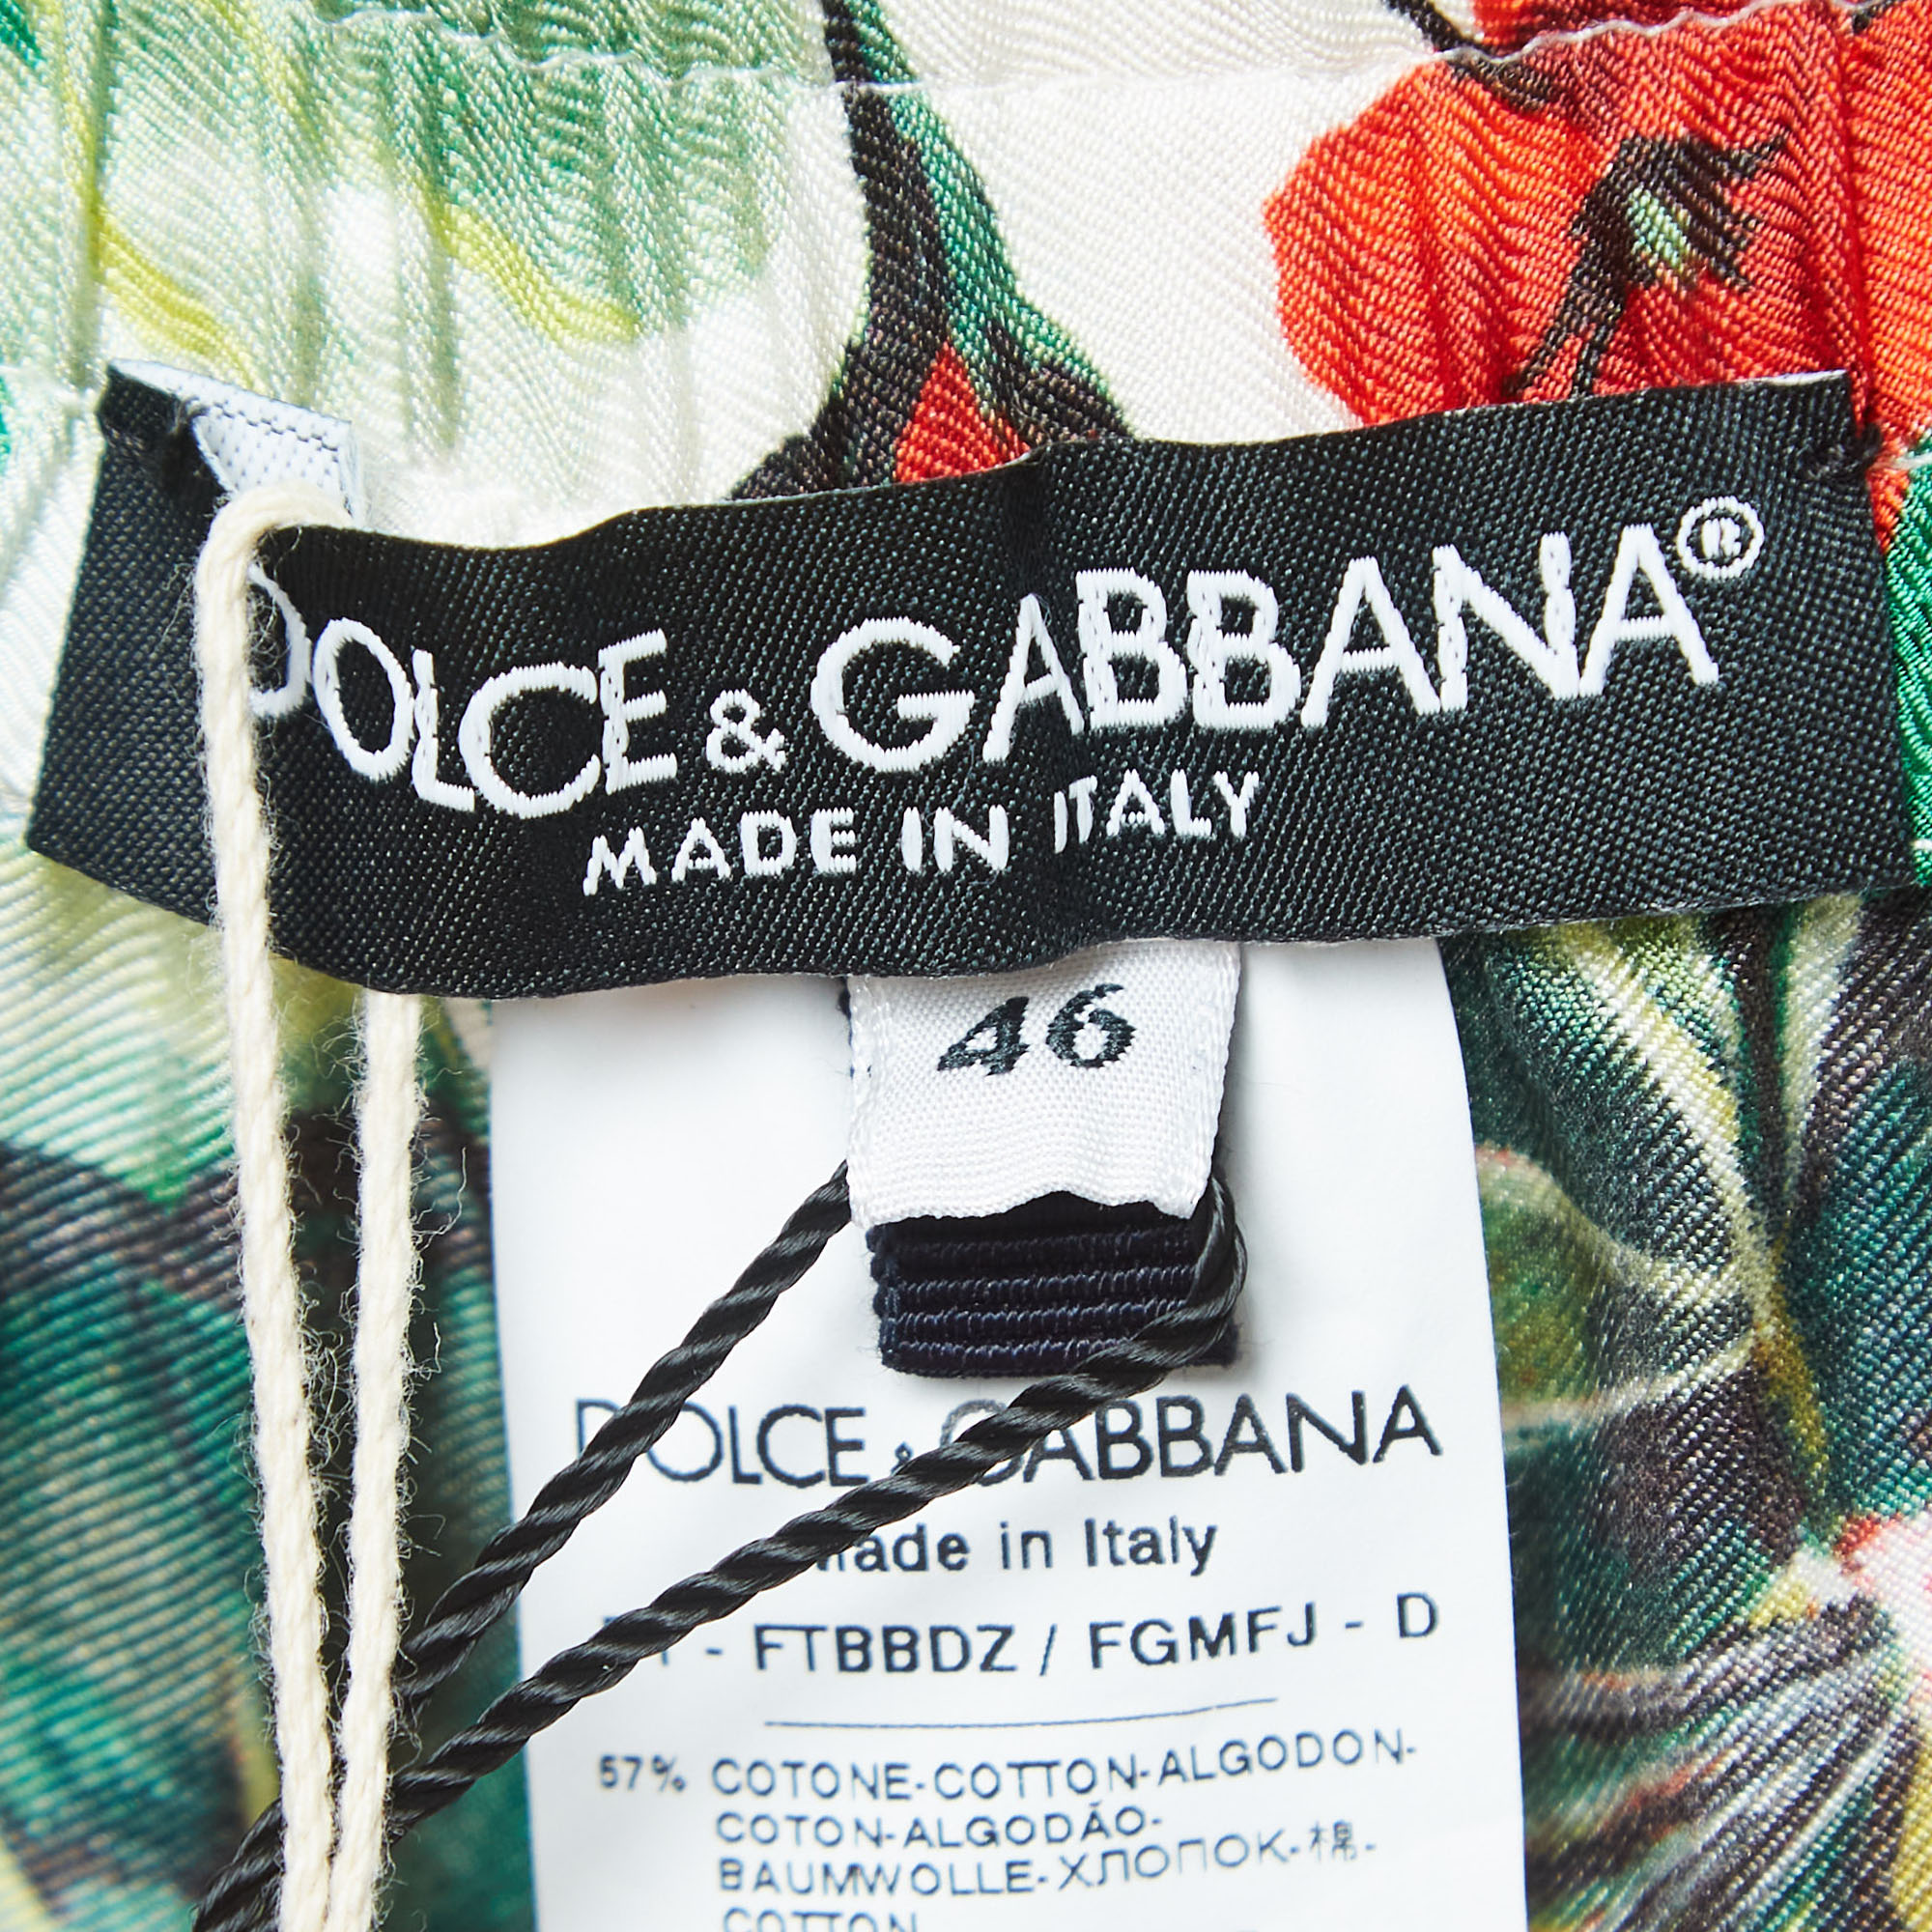 DOLCE & GABBANA®
MADE IN ITALY
46
DOLCE & GABBANA
Made in Italy
- FTBBDZ / FGMFJ - D
57% COTONE-COTTON-ALGODON-
COTON-ALGODÃO-
BAUMWOLLE-ХЛОПОК-棉-
COTTON